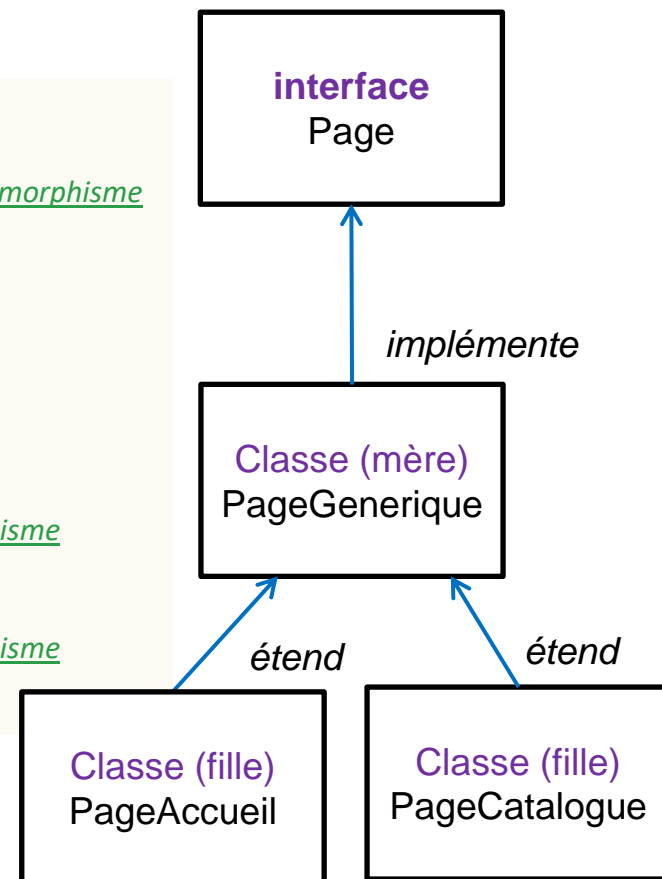 interface
Page
morphisme
implémente
Classe (mère)
PageGenerique
isme
isme
étend
étend
Classe (fille)
PageAccueil
Classe (fille)
PageCatalogue